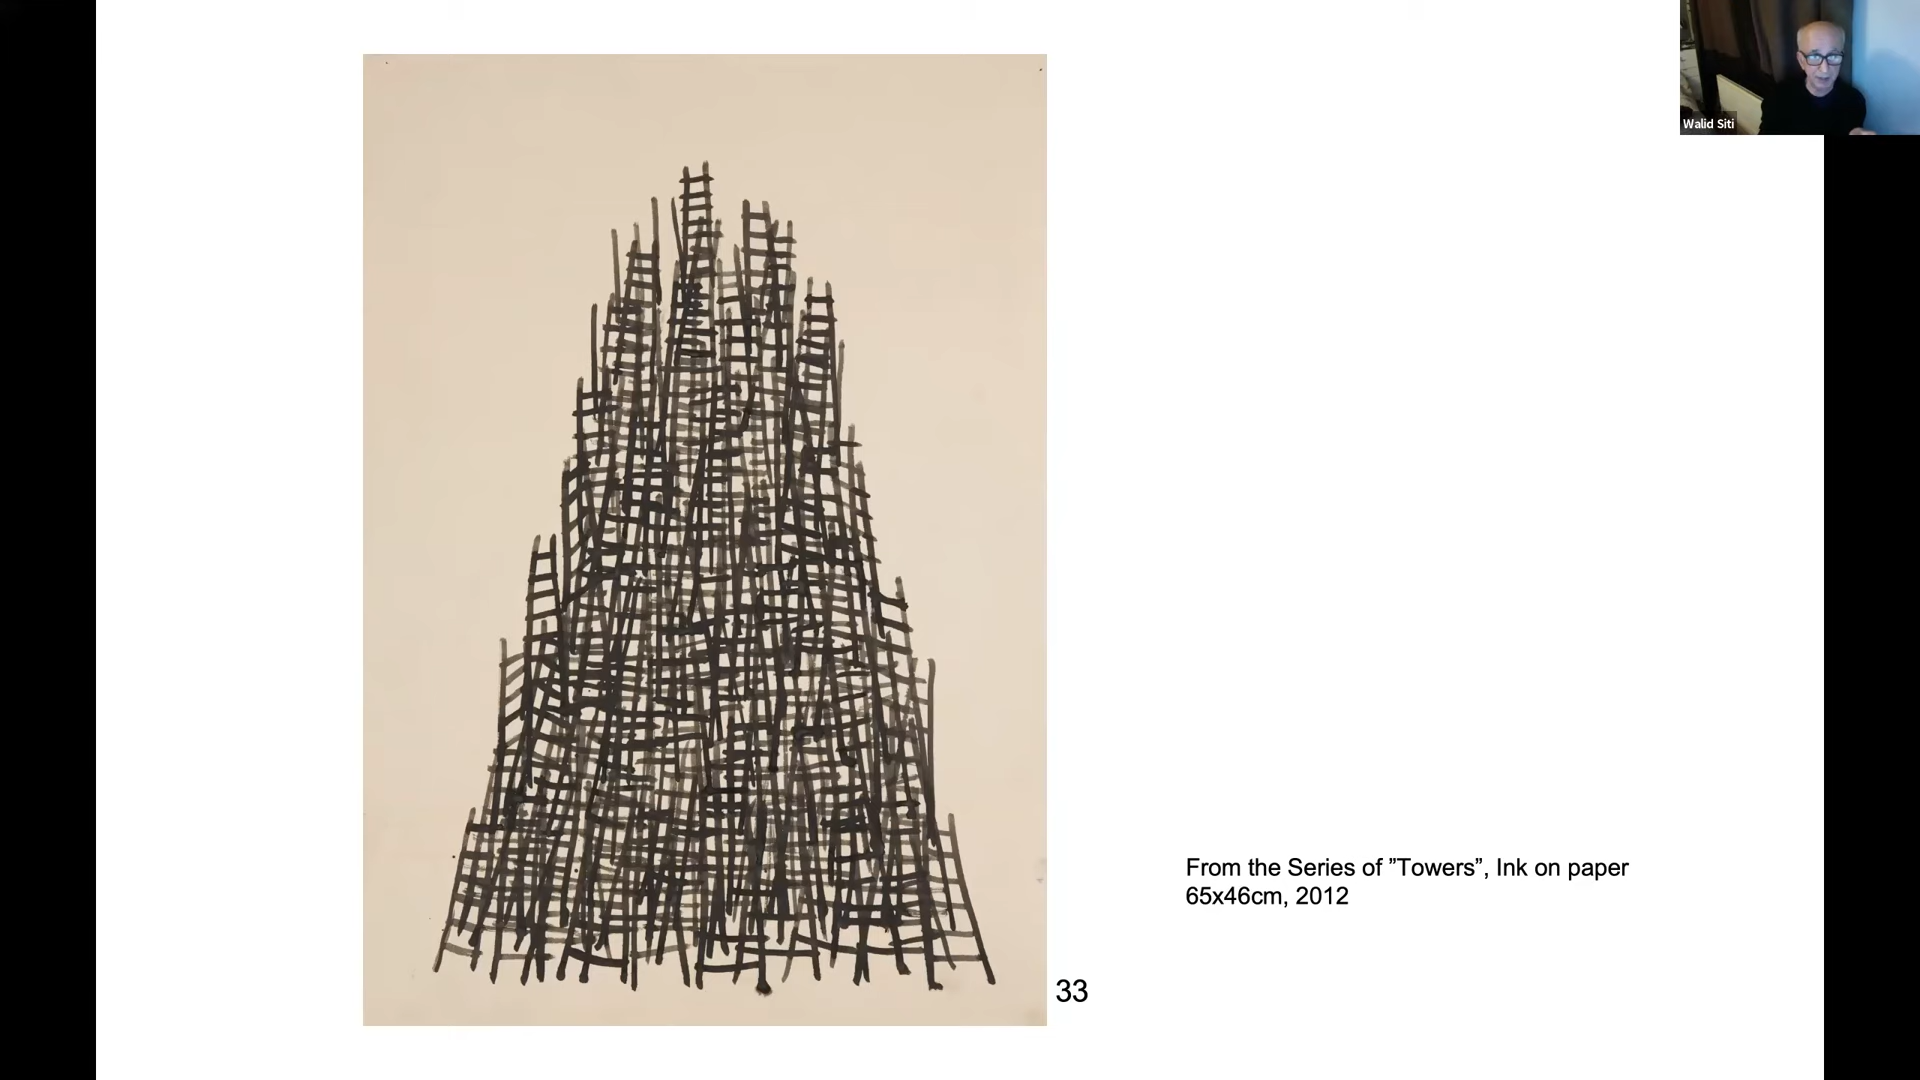 Walid Siti
From the Series of ”Towers”, Ink on paper
65x46cm, 2012
33